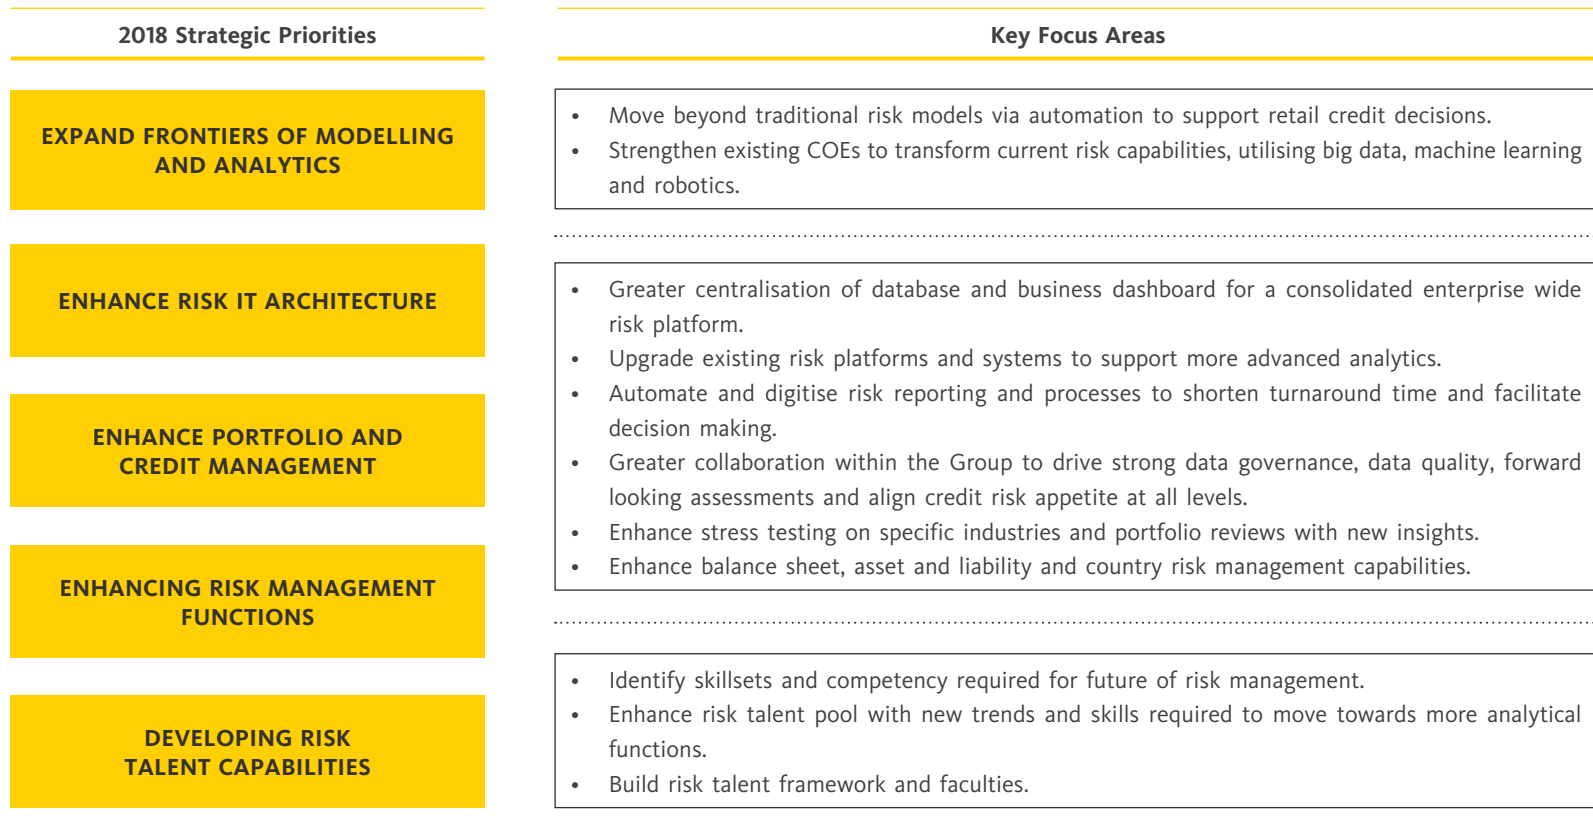 2018 Strategic Priorities
Key Focus Areas
EXPAND FRONTIERS OF MODELLING
AND ANALYTICS
• Move beyond traditional risk models via automation to support retail credit decisions.
• Strengthen existing COEs to transform current risk capabilities, utilising big data, machine learning
and robotics.
ENHANCE RISK IT ARCHITECTURE
ENHANCE PORTFOLIO AND
CREDIT MANAGEMENT
ENHANCING RISK MANAGEMENT
FUNCTIONS
• Greater centralisation of database and business dashboard for a consolidated enterprise wide
risk platform.
• Upgrade existing risk platforms and systems to support more advanced analytics.
• Automate and digitise risk reporting and processes to shorten turnaround time and facilitate
decision making.
• Greater collaboration within the Group to drive strong data governance, data quality, forward
looking assessments and align credit risk appetite at all levels.
• Enhance stress testing on specific industries and portfolio reviews with new insights.
• Enhance balance sheet, asset and liability and country risk management capabilities.
DEVELOPING RISK
TALENT CAPABILITIES
• Identify skillsets and competency required for future of risk management.
• Enhance risk talent pool with new trends and skills required to move towards more analytical
functions.
• Build risk talent framework and faculties.